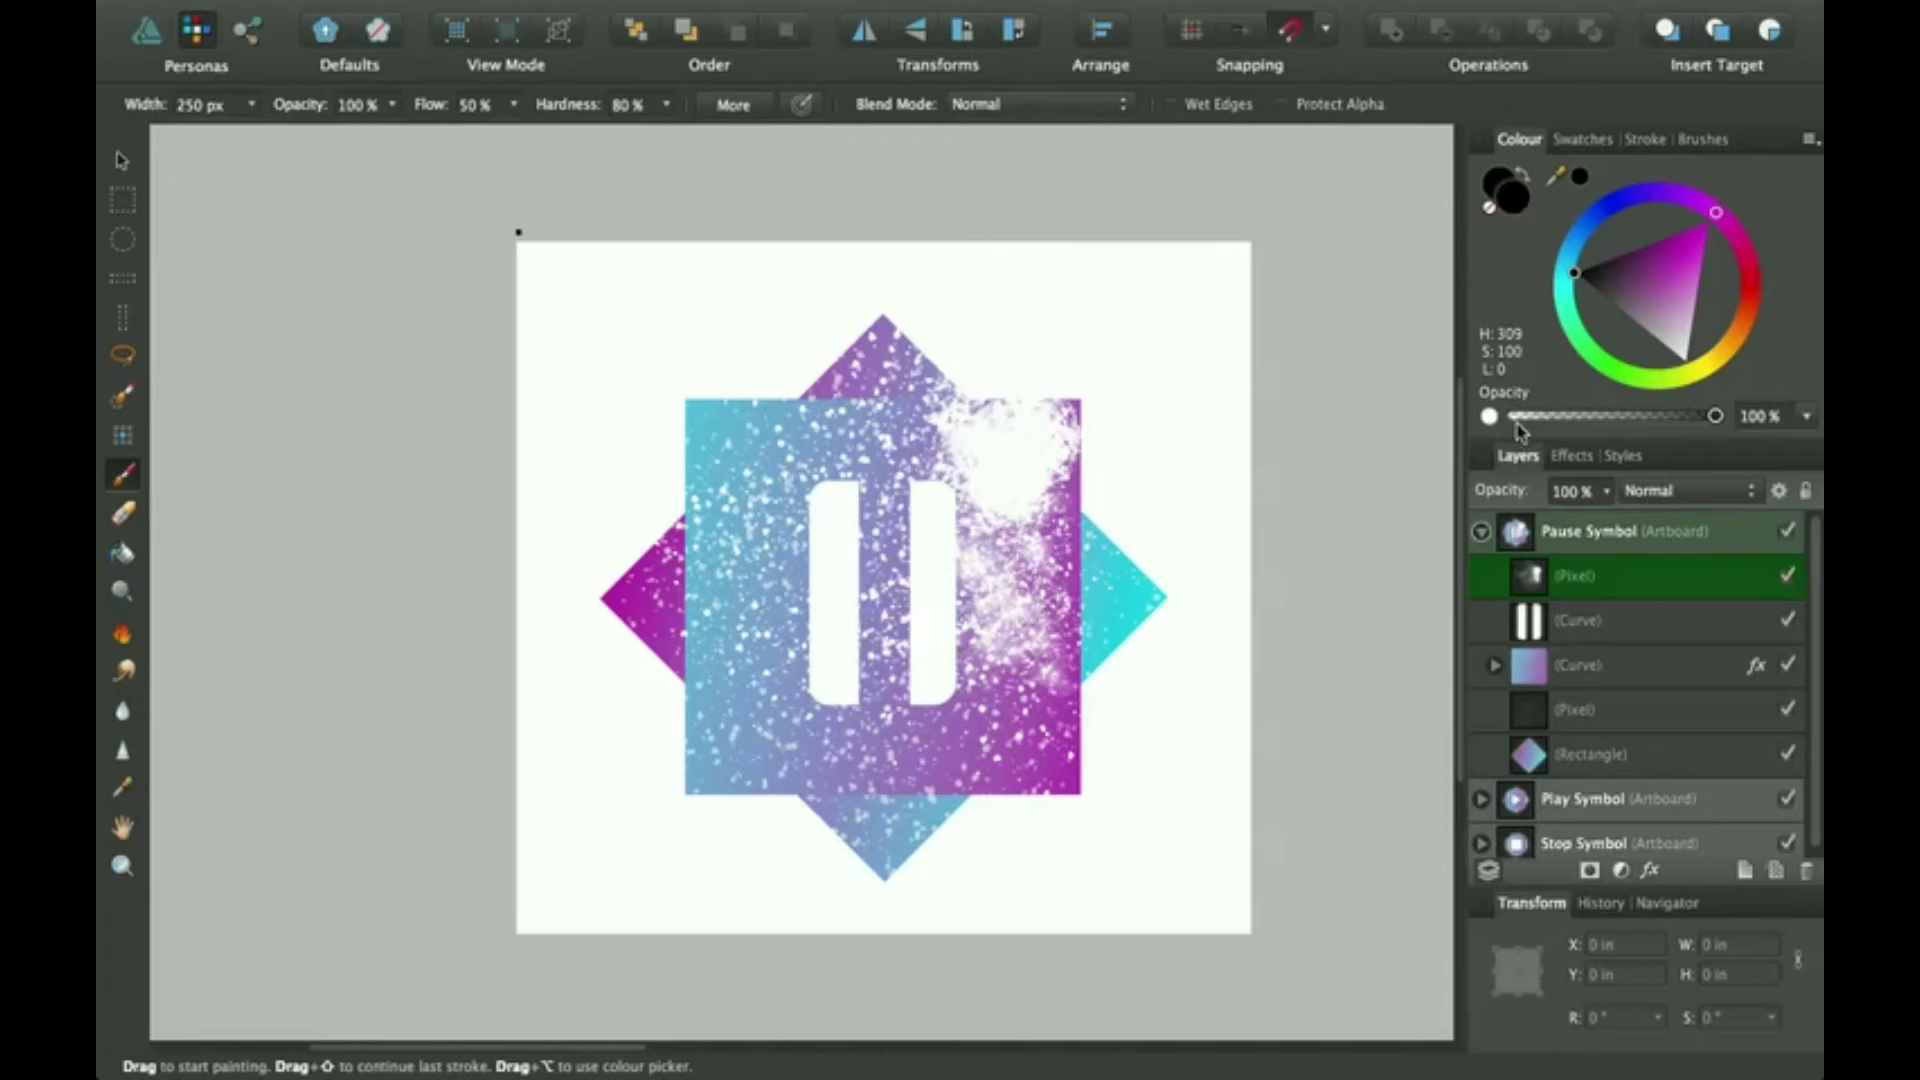 Personas
Defaults
View Mode
Order
Transforms
Arrange
Snapping
Operations
Insert Target
Width: 250 px
Opacity: 100 %
Flow: 50 %
Hardness: 80 %
More
Blend Mode: Normal
Wet Edges
Protect Alpha
Colour Swatches Stroke Brushes
H: 309
S: 100
L: 0
Opacity
100 %
Layers Effects Styles
Opacity: 100 % Normal
Pause Symbol (Artboard)
(Pixel)
(Curve)
(Curve) fx
(Pixel)
(Rectangle)
Play Symbol (Artboard)
Stop Symbol (Artboard)
fx
Transform History Navigator
X: 0 in W: 0 in
Y: 0 in H: 0 in
R: 0 ° S: 0 °
Drag to start painting. Drag+⇧ to continue last stroke. Drag+⌥ to use colour picker.